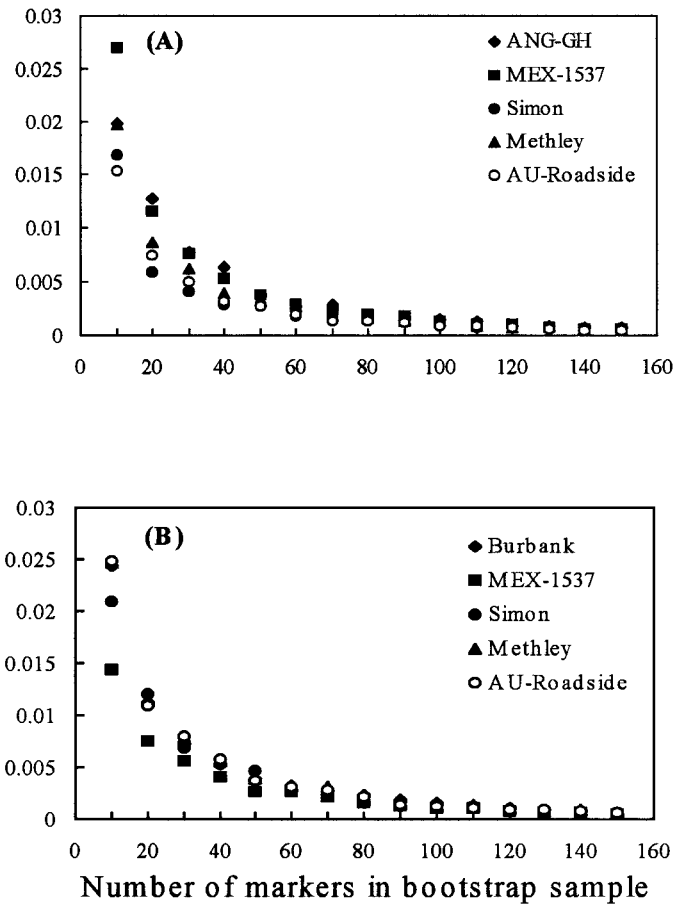 0.03
(A)
ANG-GH
0.025
MEX-1537
0.02
Simon
0.015
Methley
0.01
AU-Roadside
0.005
0
0 20 40 60 80 100 120 140 160
0.03
(B)
Burbank
0.025
MEX-1537
0.02
Simon
0.015
Methley
0.01
AU-Roadside
0.005
0
0 20 40 60 80 100 120 140 160
Number of markers in bootstrap sample